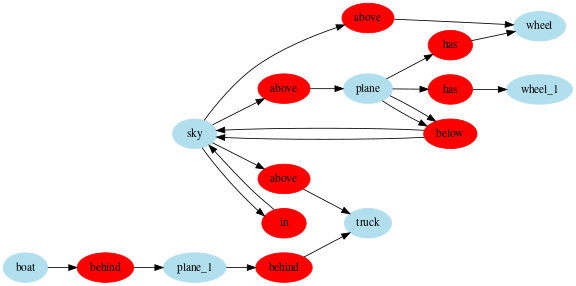 above
wheel
has
above
plane
has
wheel_1
sky
below
above
in
truck
boat
behind
plane_1
behind